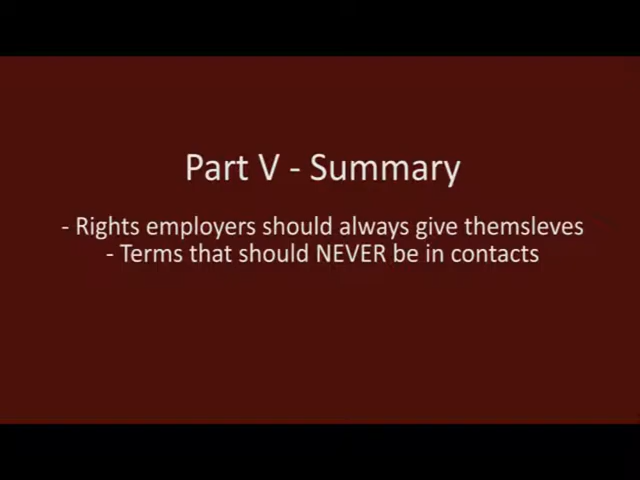 Part V - Summary
- Rights employers should always give themsleves
- Terms that should NEVER be in contacts